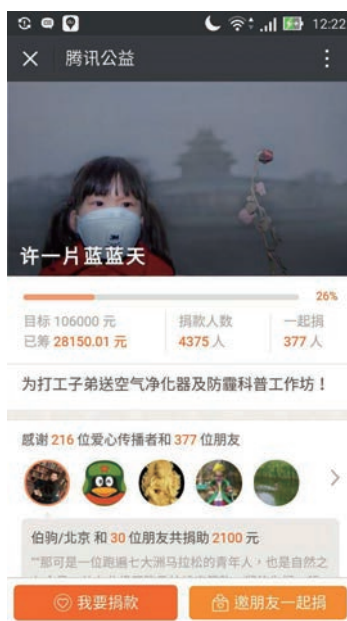 12:22
腾讯公益
3M
许一片蓝蓝天
26%
目标 106000 元
捐款人数
一起捐
已筹 28150.01 元
4375 人
377 人
为打工子弟送空气净化器及防霾科普工作坊！
感谢 216 位爱心传播者和 377 位朋友
伯驹/北京 和 30 位朋友共捐助 2100 元
""那可是一位跑遍七大洲马拉松的青年人，也是自然之
我要捐款
邀朋友一起捐